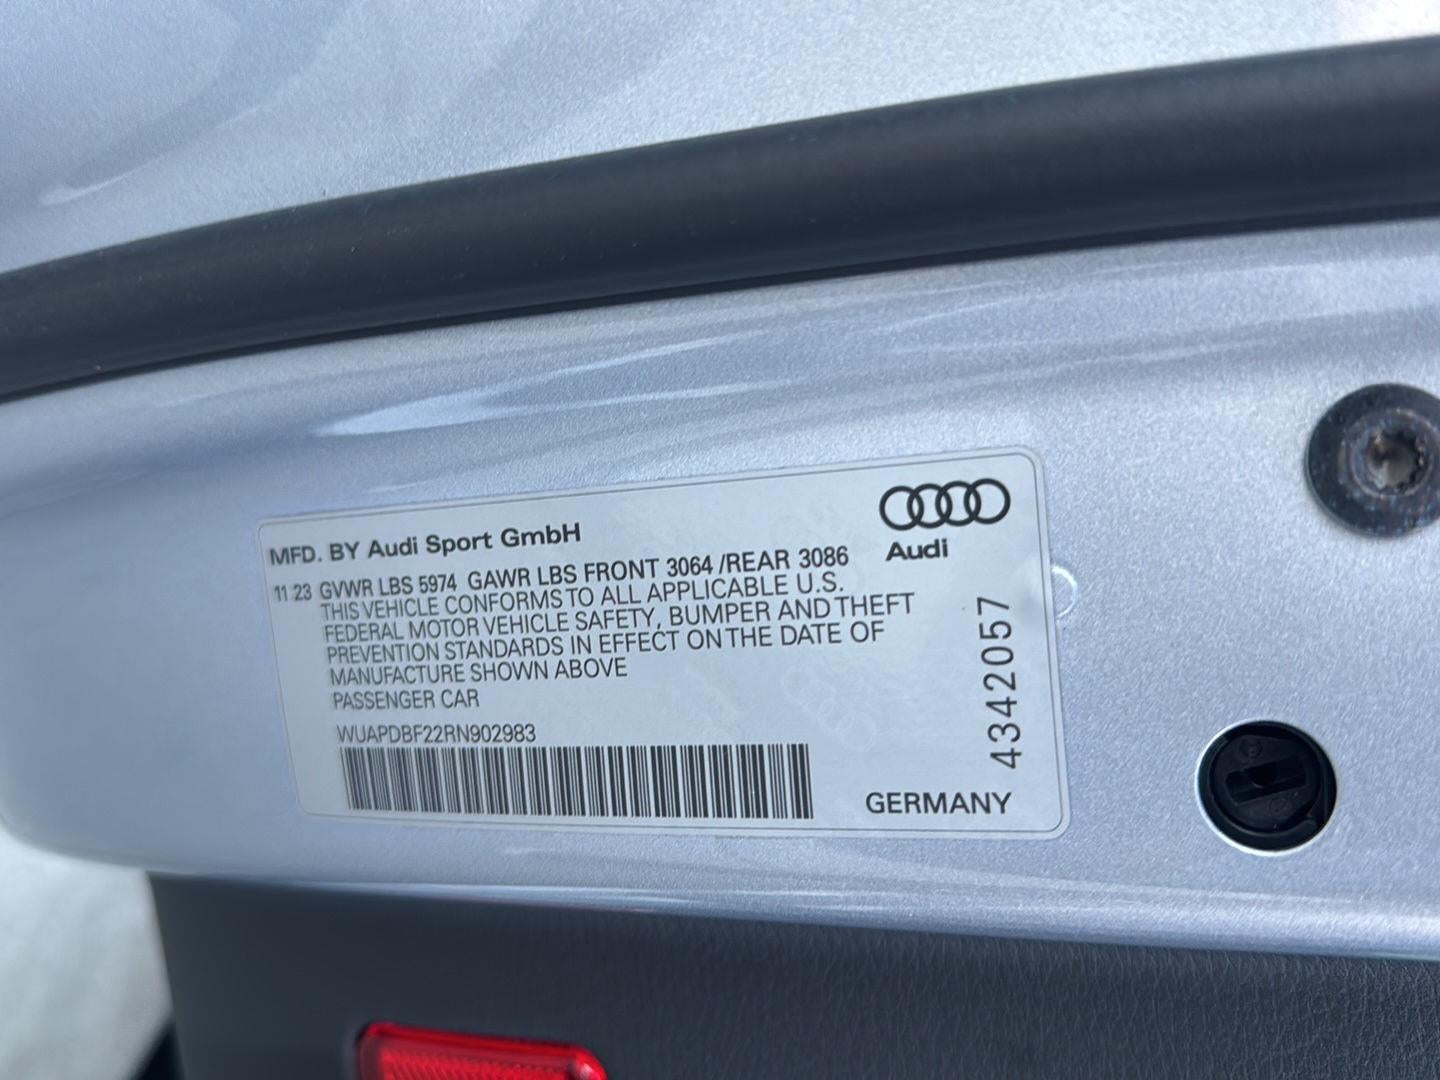 MFD. BY Audi Sport GmbH
Audi
11 23 GVWR LBS 5974 GAWR LBS FRONT 3064 /REAR 3086
THIS VEHICLE CONFORMS TO ALL APPLICABLE U.S.
FEDERAL MOTOR VEHICLE SAFETY, BUMPER AND THEFT
PREVENTION STANDARDS IN EFFECT ON THE DATE OF
MANUFACTURE SHOWN ABOVE
PASSENGER CAR
WUAPDBF22RN902983
4342057
GERMANY